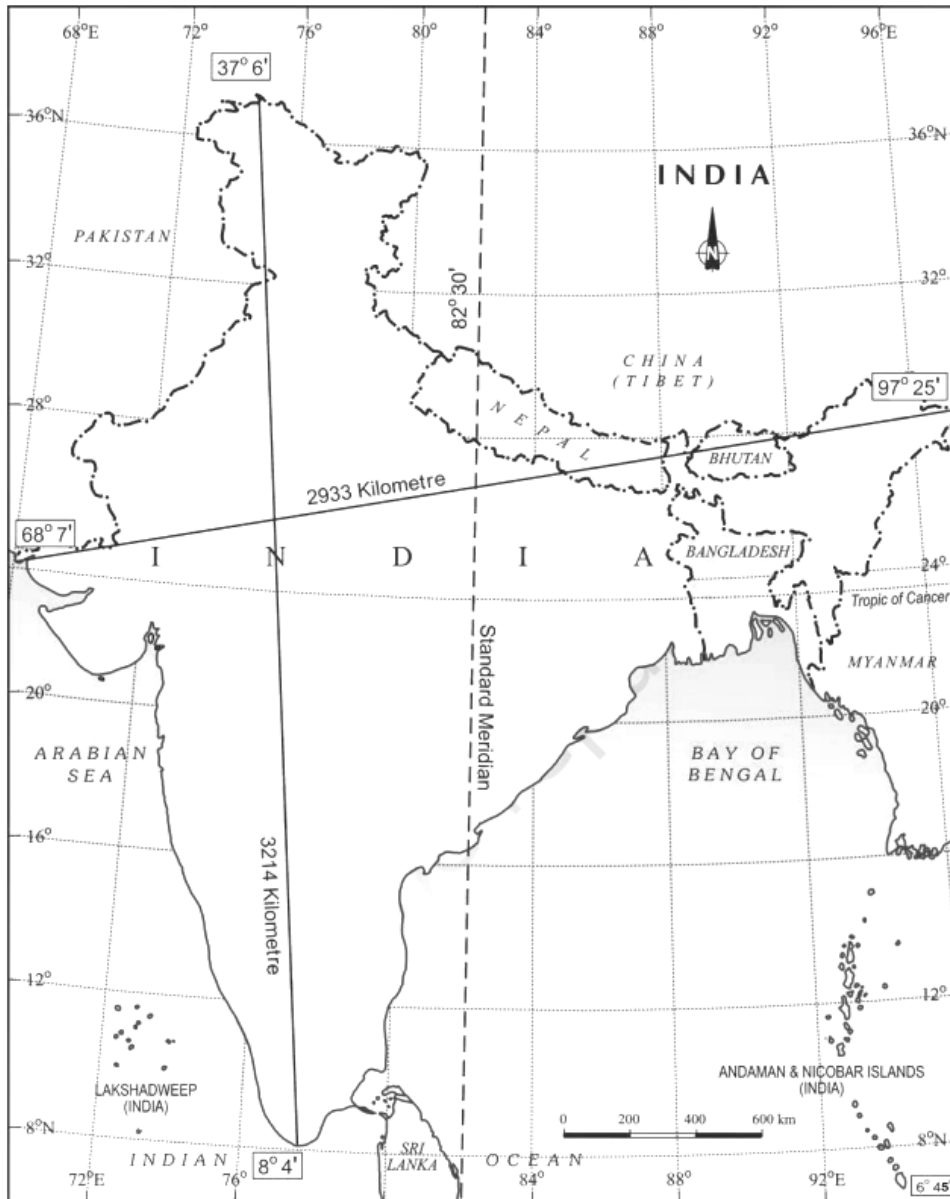 68°E
72°
76°
80°
84°
88°
92°
96°E
37° 6'
36°N
36°N
INDIA
N
PAKISTAN
32°
32°
82° 30'
CHINA
(TIBET)
97° 25'
28°
NEPAL
BHUTAN
2933 Kilometre
68° 7'
INDIA
BANGLADESH
24°
Tropic of Cancer
Standard Meridian
MYANMAR
20°
20°
ARABIAN
SEA
BAY OF
BENGAL
16°
16°
3214 Kilometre
12°
12°
LAKSHADWEEP
(INDIA)
ANDAMAN & NICOBAR ISLANDS
(INDIA)
0 200 400 600 km
8°N
8°N
INDIAN OCEAN
8° 4'
SRI
LANKA
72°
76°
80°
84°
88°
92°
6° 45'